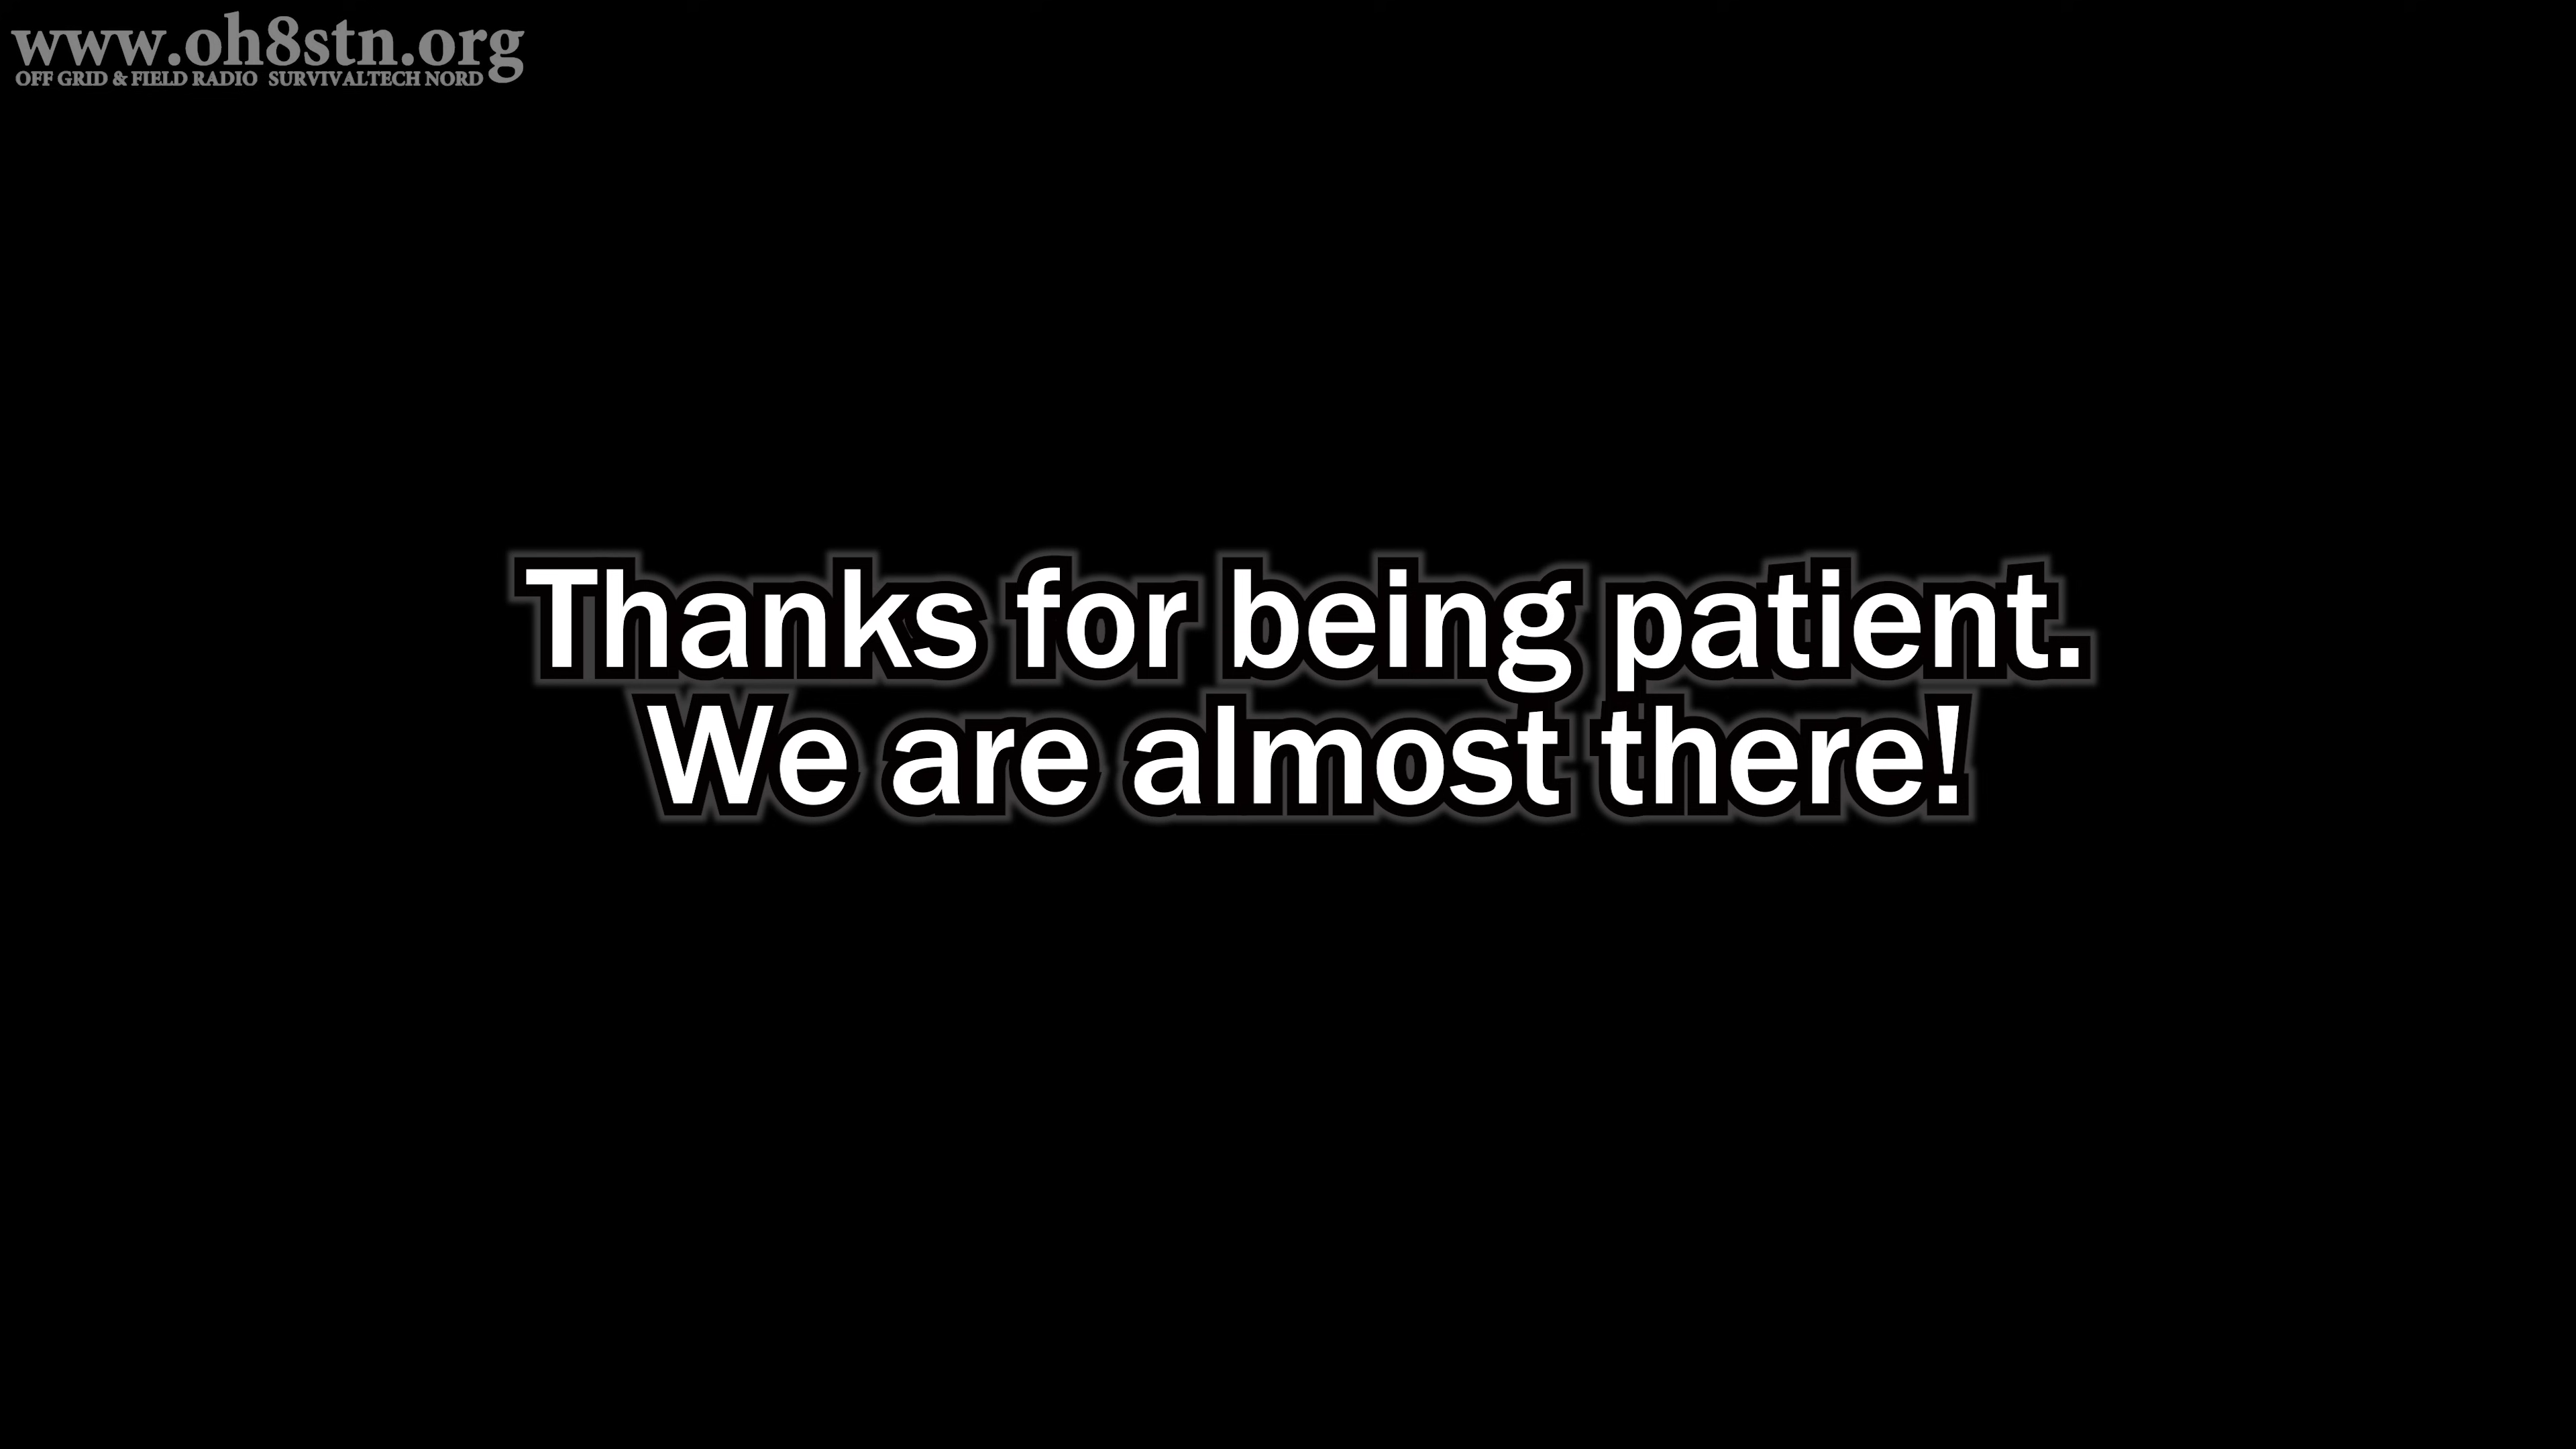 www.oh8stn.org
OFF GRID & FIELD RADIO SURVIVALTECH NORD
Thanks for being patient.
We are almost there!